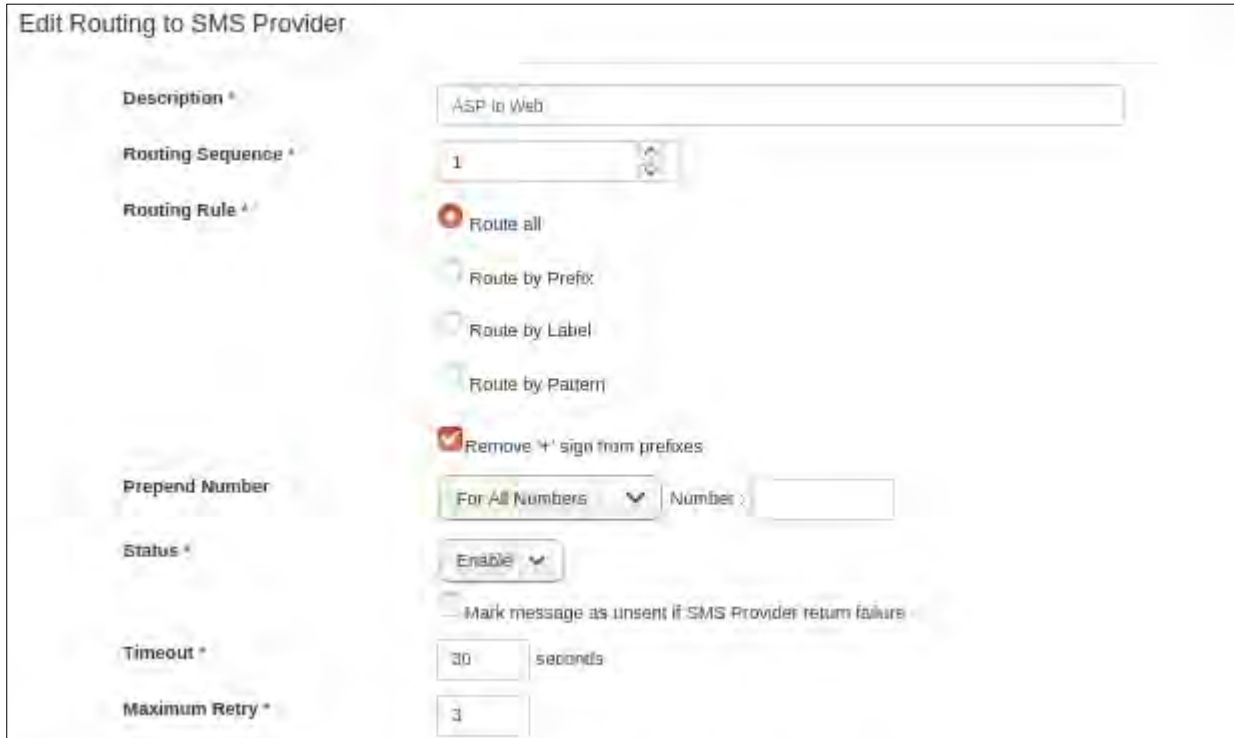 Edit Routing to SMS Provider
Description * ASP to Web
Routing Sequence * 1
Routing Rule * Route all
Route by Prefix
Route by Label
Route by Pattern
Remove '+' sign from prefixes
Prepend Number For All Numbers Number :
Status * Enable
Mark message as unsent if SMS Provider return failure
Timeout * 30 seconds
Maximum Retry * 3